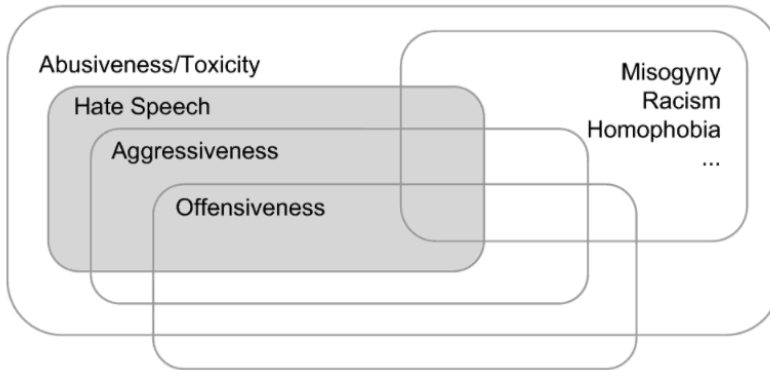 Abusiveness/Toxicity
Hate Speech
Aggressiveness
Offensiveness
Misogyny
Racism
Homophobia
...